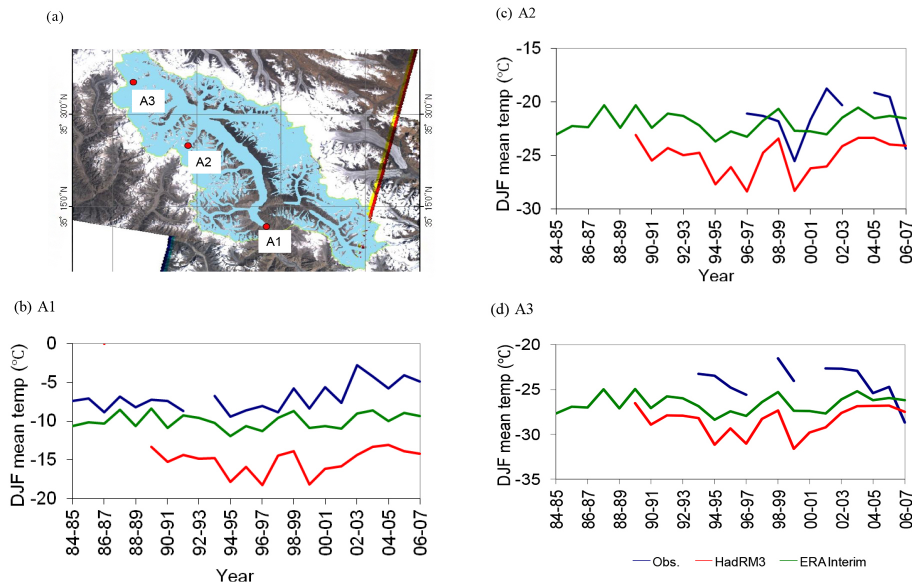 (a)
A3
A2
A1
35° 15'0"N 35° 30'0"N
35° 15'0"N 35° 30'0"N
(b) A1
DJF mean temp (°C)
0
-5
-10
-15
-20
84-85 86-87 88-89 90-91 92-93 94-95 96-97 98-99 00-01 02-03 04-05 06-07
Year
(c) A2
DJF mean temp (°C)
-15
-20
-25
-30
84-85 86-87 88-89 90-91 92-93 94-95 96-97 98-99 00-01 02-03 04-05 06-07
Year
(d) A3
DJF mean temp (°C)
-20
-25
-30
-35
84-85 86-87 88-89 90-91 92-93 94-95 96-97 98-99 00-01 02-03 04-05 06-07
Obs. HadRM3 ERA Interim